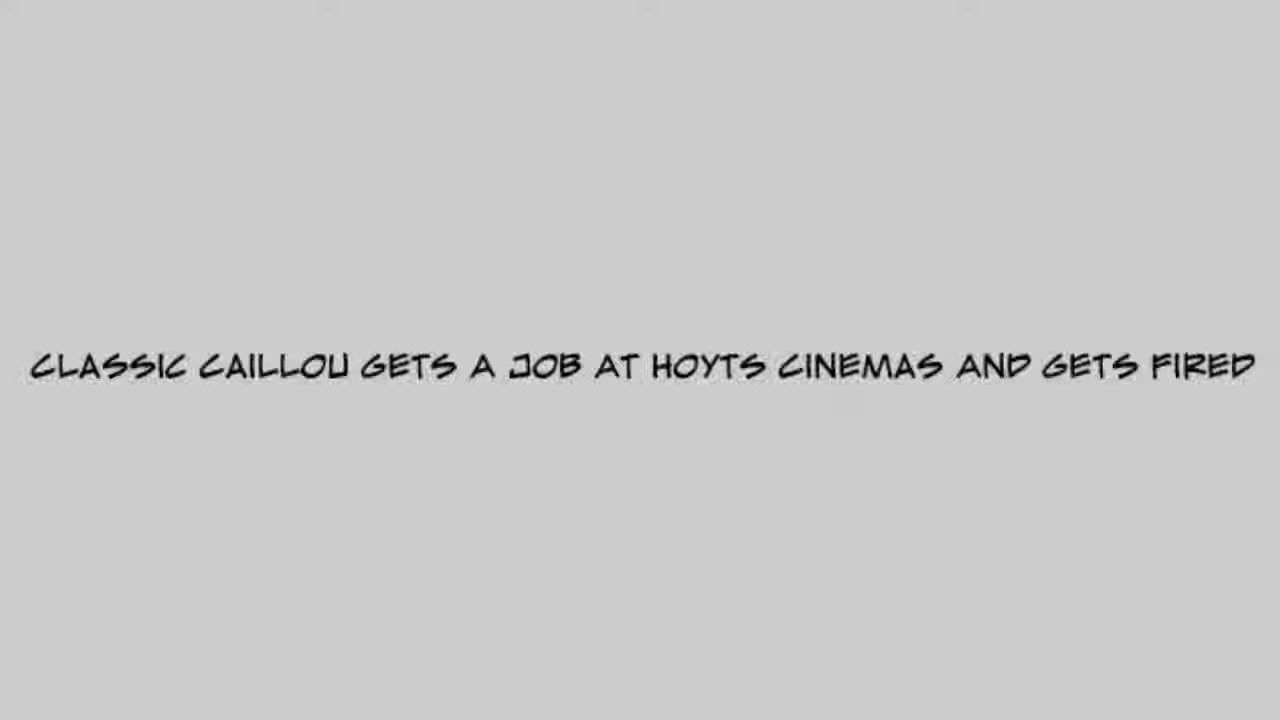 CLASSIC CAILLOU GETS A JOB AT HOYTS CINEMAS AND GETS FIRED